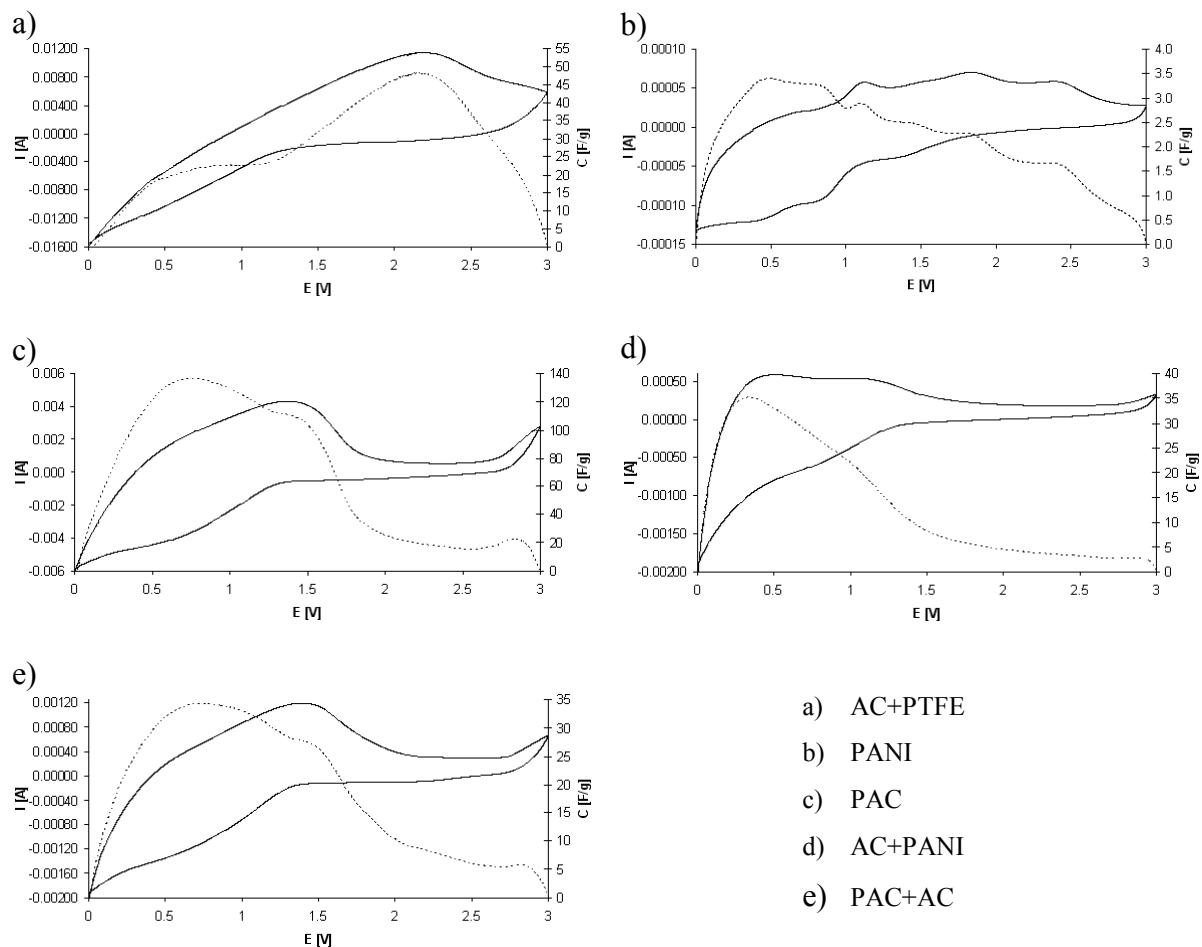 a)
0.01200
0.00800
0.00400
0.00000
-0.00400
-0.00800
-0.01200
-0.01600
I [A]
55
50
45
40
35
30
25
20
15
10
5
0
C [F/g]
0 0.5 1 1.5 2 2.5 3
E [V]
b)
0.00010
0.00005
0.00000
-0.00005
-0.00010
-0.00015
I [A]
4.0
3.5
3.0
2.5
2.0
1.5
1.0
0.5
0.0
C [F/g]
0 0.5 1 1.5 2 2.5 3
E [V]
c)
0.006
0.004
0.002
0.000
-0.002
-0.004
-0.006
I [A]
140
120
100
80
60
40
20
0
C [F/g]
0 0.5 1 1.5 2 2.5 3
E [V]
d)
0.00050
0.00000
-0.00050
-0.00100
-0.00150
-0.00200
I [A]
40
35
30
25
20
15
10
5
0
C [F/g]
0 0.5 1 1.5 2 2.5 3
E [V]
e)
0.00120
0.00080
0.00040
0.00000
-0.00040
-0.00080
-0.00120
-0.00160
-0.00200
I [A]
35
30
25
20
15
10
5
0
C [F/g]
0 0.5 1 1.5 2 2.5 3
E [V]
a) AC+PTFE
b) PANI
c) PAC
d) AC+PANI
e) PAC+AC